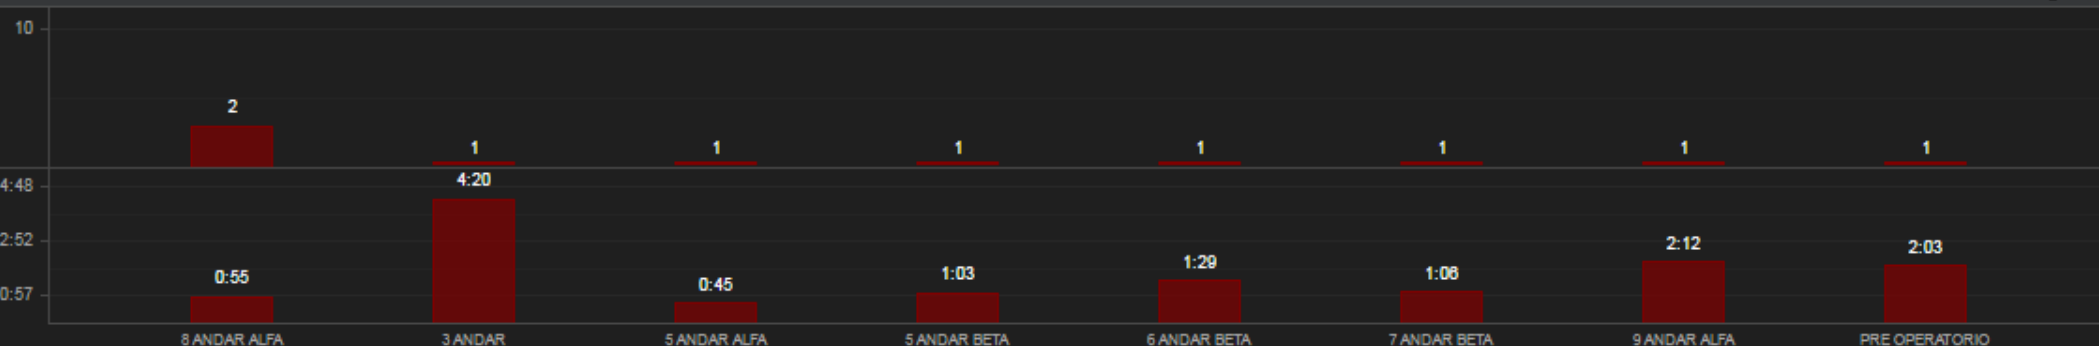 10
2
1
1
1
1
1
1
1
4:48
2:52
0:57
0:55
4:20
0:45
1:03
1:29
1:06
2:12
2:03
8 ANDAR ALFA
3 ANDAR
5 ANDAR ALFA
5 ANDAR BETA
6 ANDAR BETA
7 ANDAR BETA
9 ANDAR ALFA
PRE OPERATORIO